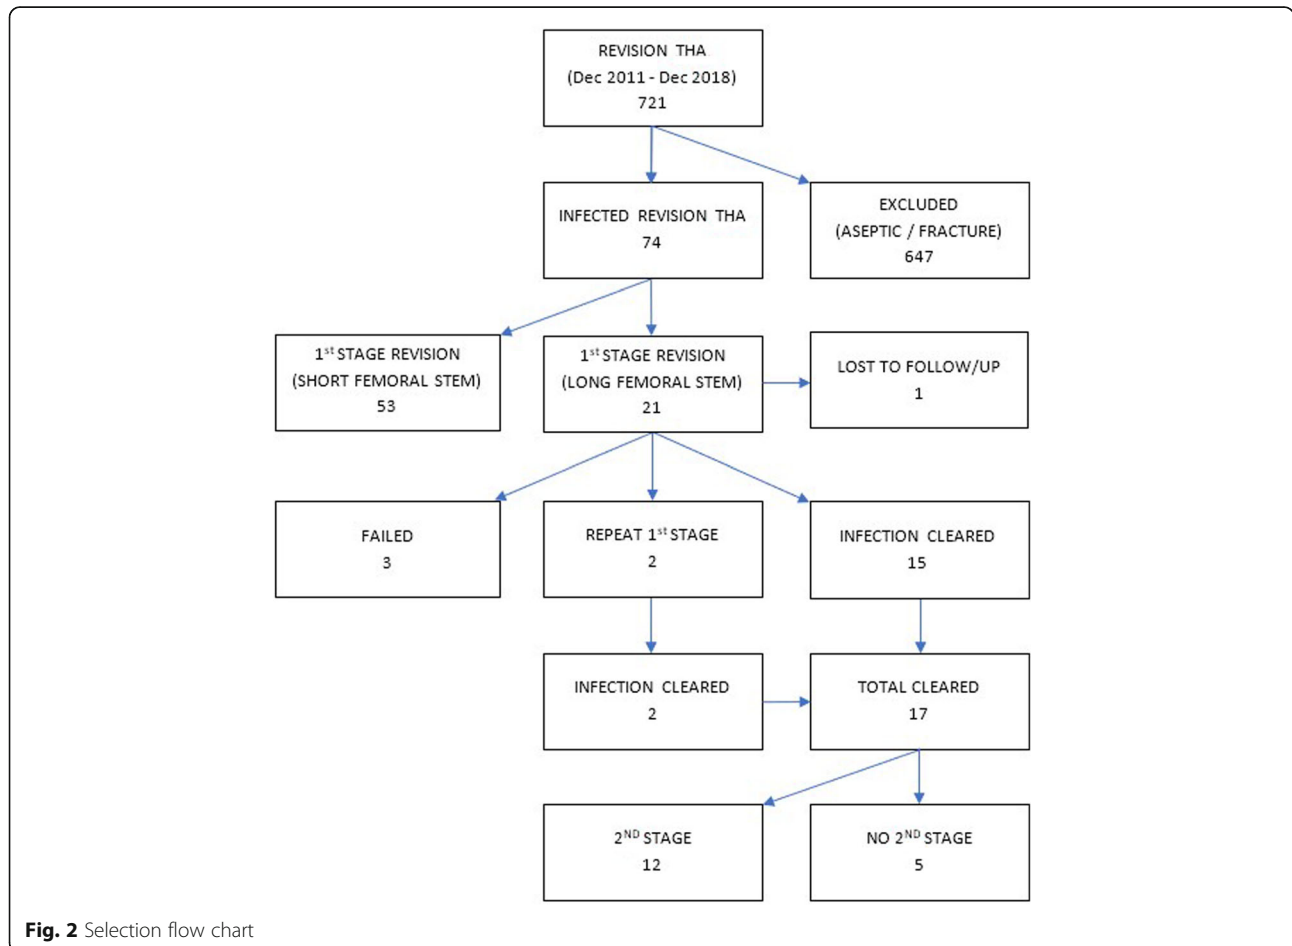 REVISION THA
(Dec 2011 - Dec 2018)
721
INFECTED REVISION THA
74
EXCLUDED
(ASEPTIC / FRACTURE)
647
1st STAGE REVISION
(SHORT FEMORAL STEM)
53
1st STAGE REVISION
(LONG FEMORAL STEM)
21
LOST TO FOLLOW/UP
1
FAILED
3
REPEAT 1st STAGE
2
INFECTION CLEARED
15
INFECTION CLEARED
2
TOTAL CLEARED
17
2ND STAGE
12
NO 2ND STAGE
5
Fig. 2 Selection flow chart